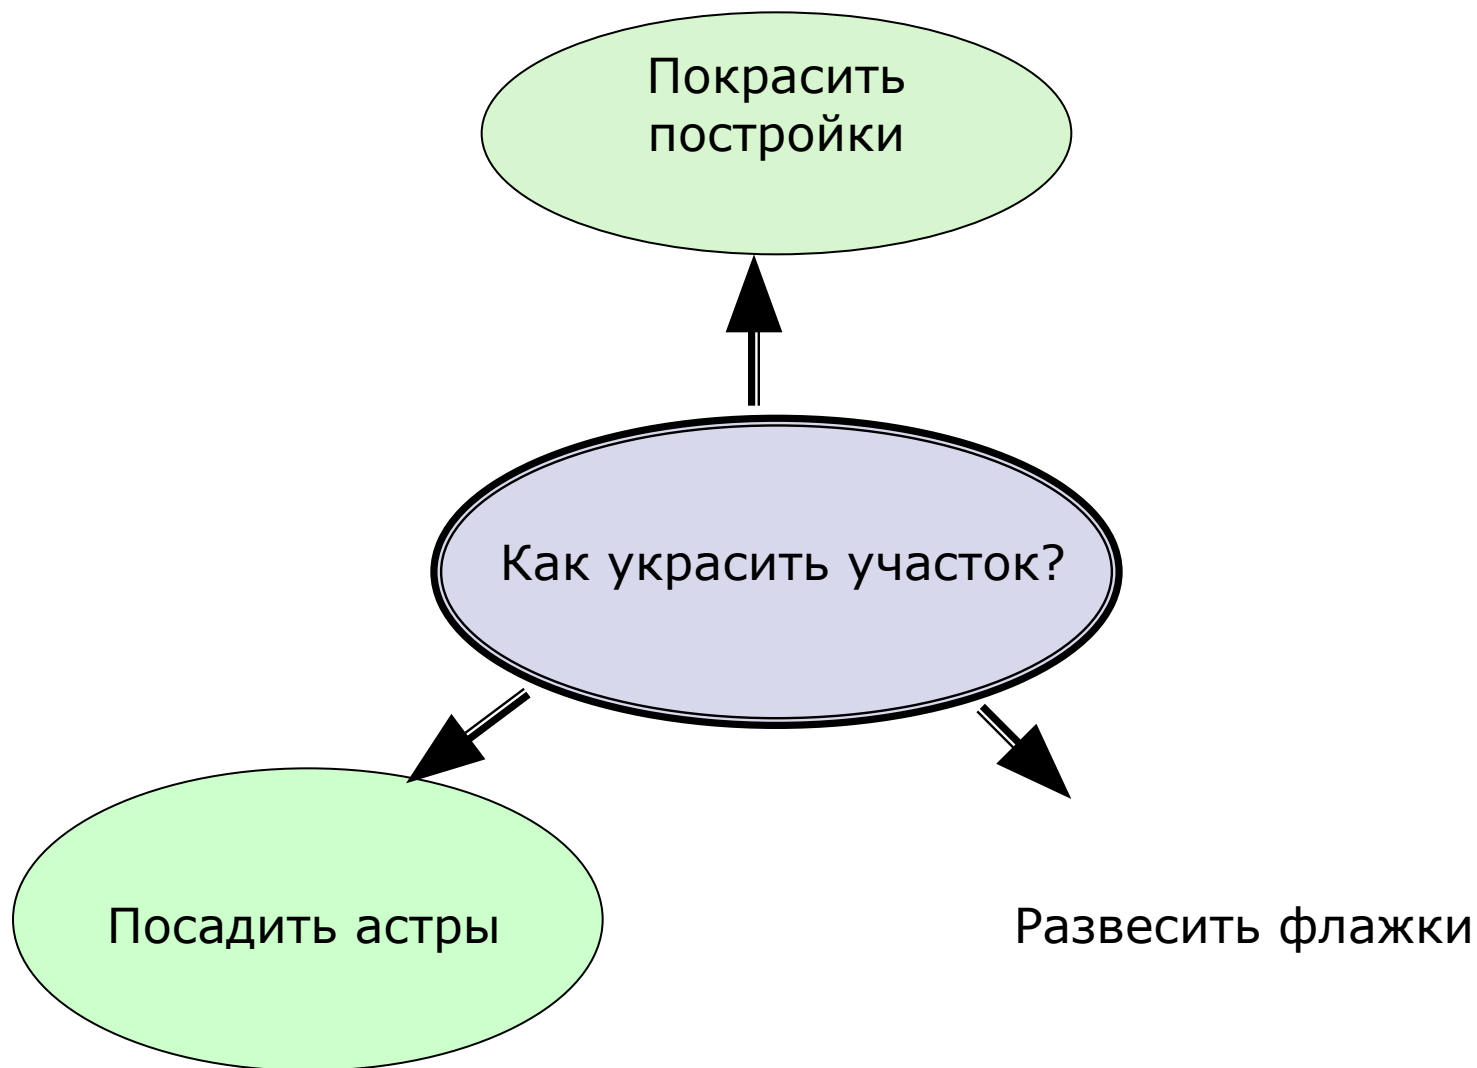 Покрасить
постройки
Как украсить участок?
Посадить астры
Развесить флажки